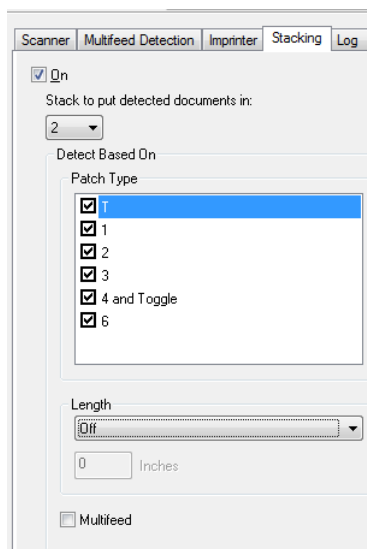 Scanner Multifeed Detection Imprinter Stacking Log
On
Stack to put detected documents in:
2
Detect Based On
Patch Type
T
1
2
3
4 and Toggle
6
Length
Off
0 Inches
Multifeed